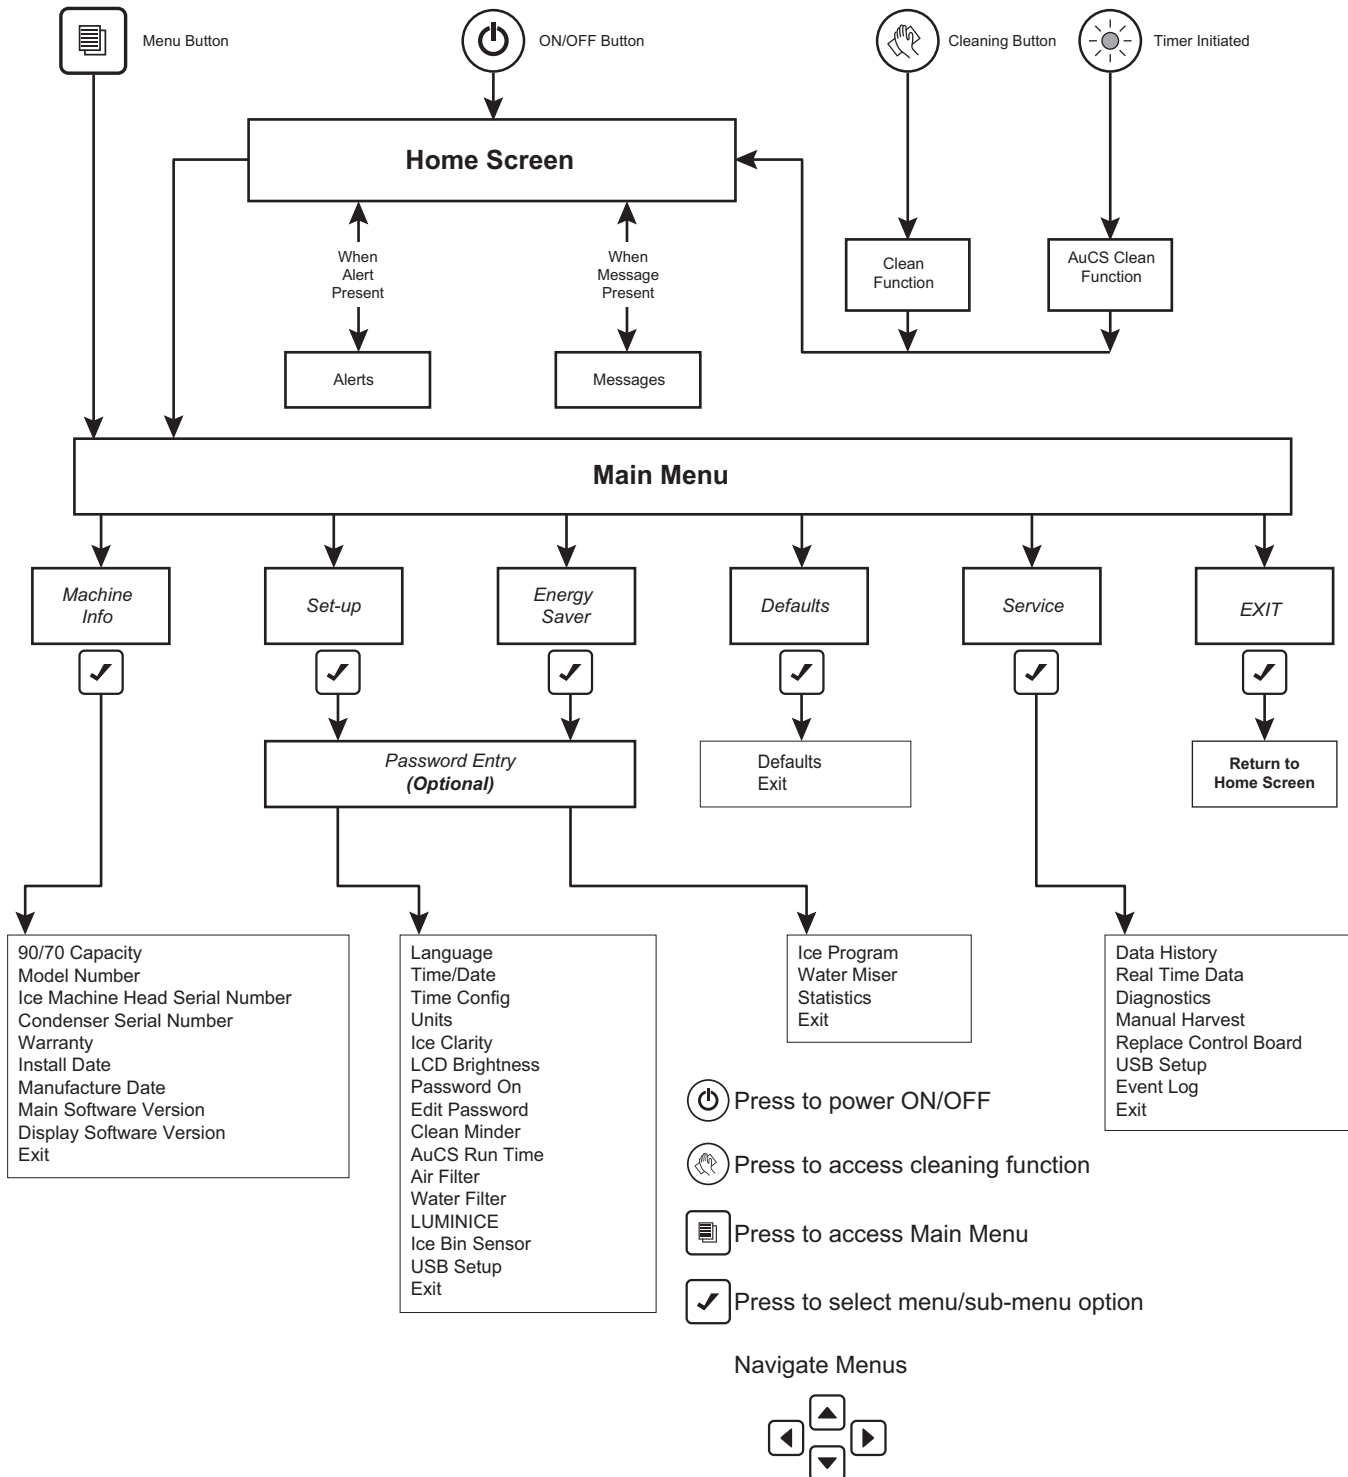 Menu Button
ON/OFF Button
Cleaning Button
Timer Initiated
Home Screen
When
Alert
Present
When
Message
Present
Clean
Function
AuCS Clean
Function
Alerts
Messages
Main Menu
Machine
Info
Set-up
Energy
Saver
Defaults
Service
EXIT
Password Entry
(Optional)
Defaults
Exit
Return to
Home Screen
90/70 Capacity
Model Number
Ice Machine Head Serial Number
Condenser Serial Number
Warranty
Install Date
Manufacture Date
Main Software Version
Display Software Version
Exit
Language
Time/Date
Time Config
Units
Ice Clarity
LCD Brightness
Password On
Edit Password
Clean Minder
AuCS Run Time
Air Filter
Water Filter
LUMINICE
Ice Bin Sensor
USB Setup
Exit
Ice Program
Water Miser
Statistics
Exit
Data History
Real Time Data
Diagnostics
Manual Harvest
Replace Control Board
USB Setup
Event Log
Exit
Press to power ON/OFF
Press to access cleaning function
Press to access Main Menu
Press to select menu/sub-menu option
Navigate Menus